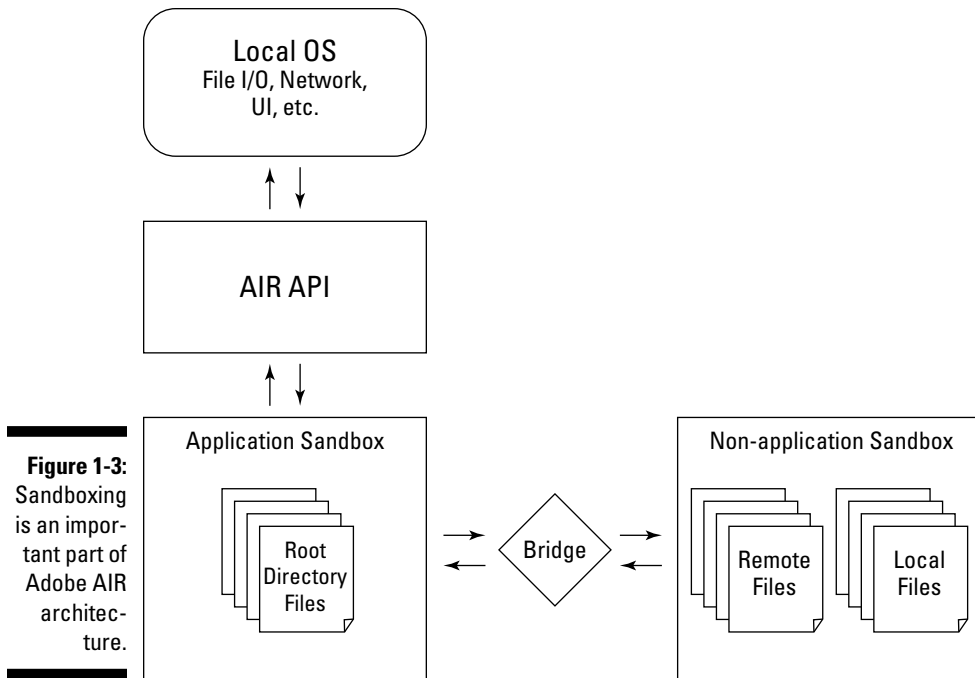 Local OS
File I/O, Network,
UI, etc.
AIR API
Application Sandbox
Root
Directory
Files
Bridge
Non-application Sandbox
Remote
Files
Local
Files
Figure 1-3:
Sandboxing
is an impor-
tant part of
Adobe AIR
architec-
ture.